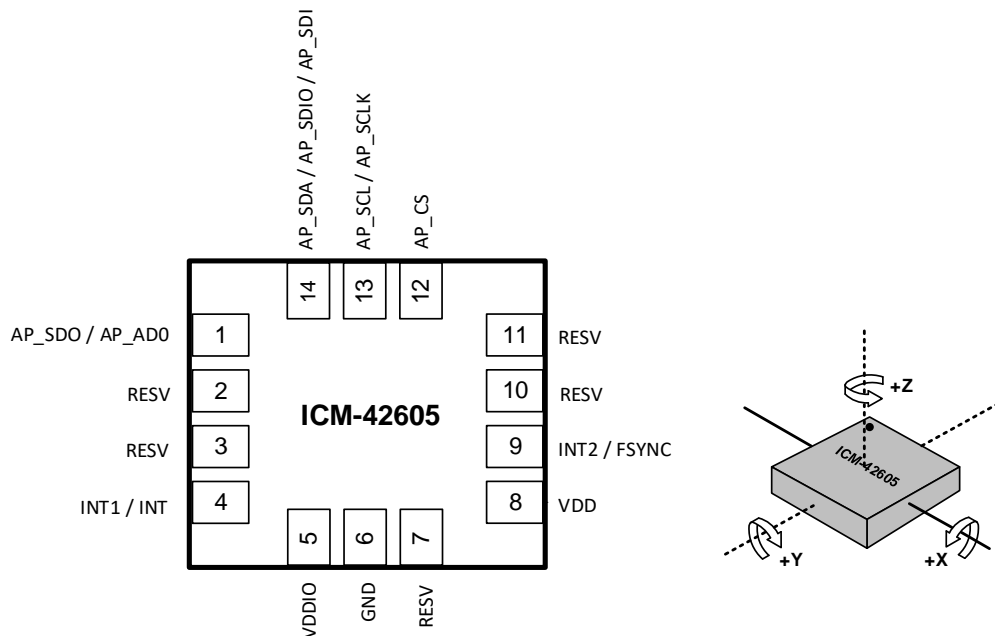 AP_SDA / AP_SDIO / AP_SDI
AP_SCL / AP_SCLK
AP_CS
14
13
12
AP_SDO / AP_AD0
1
11
RESV
RESV
2
10
RESV
ICM-42605
RESV
3
9
INT2 / FSYNC
INT1 / INT
4
8
VDD
5
6
7
VDDIO
GND
RESV
+Z
ICM-42605
+Y
+X